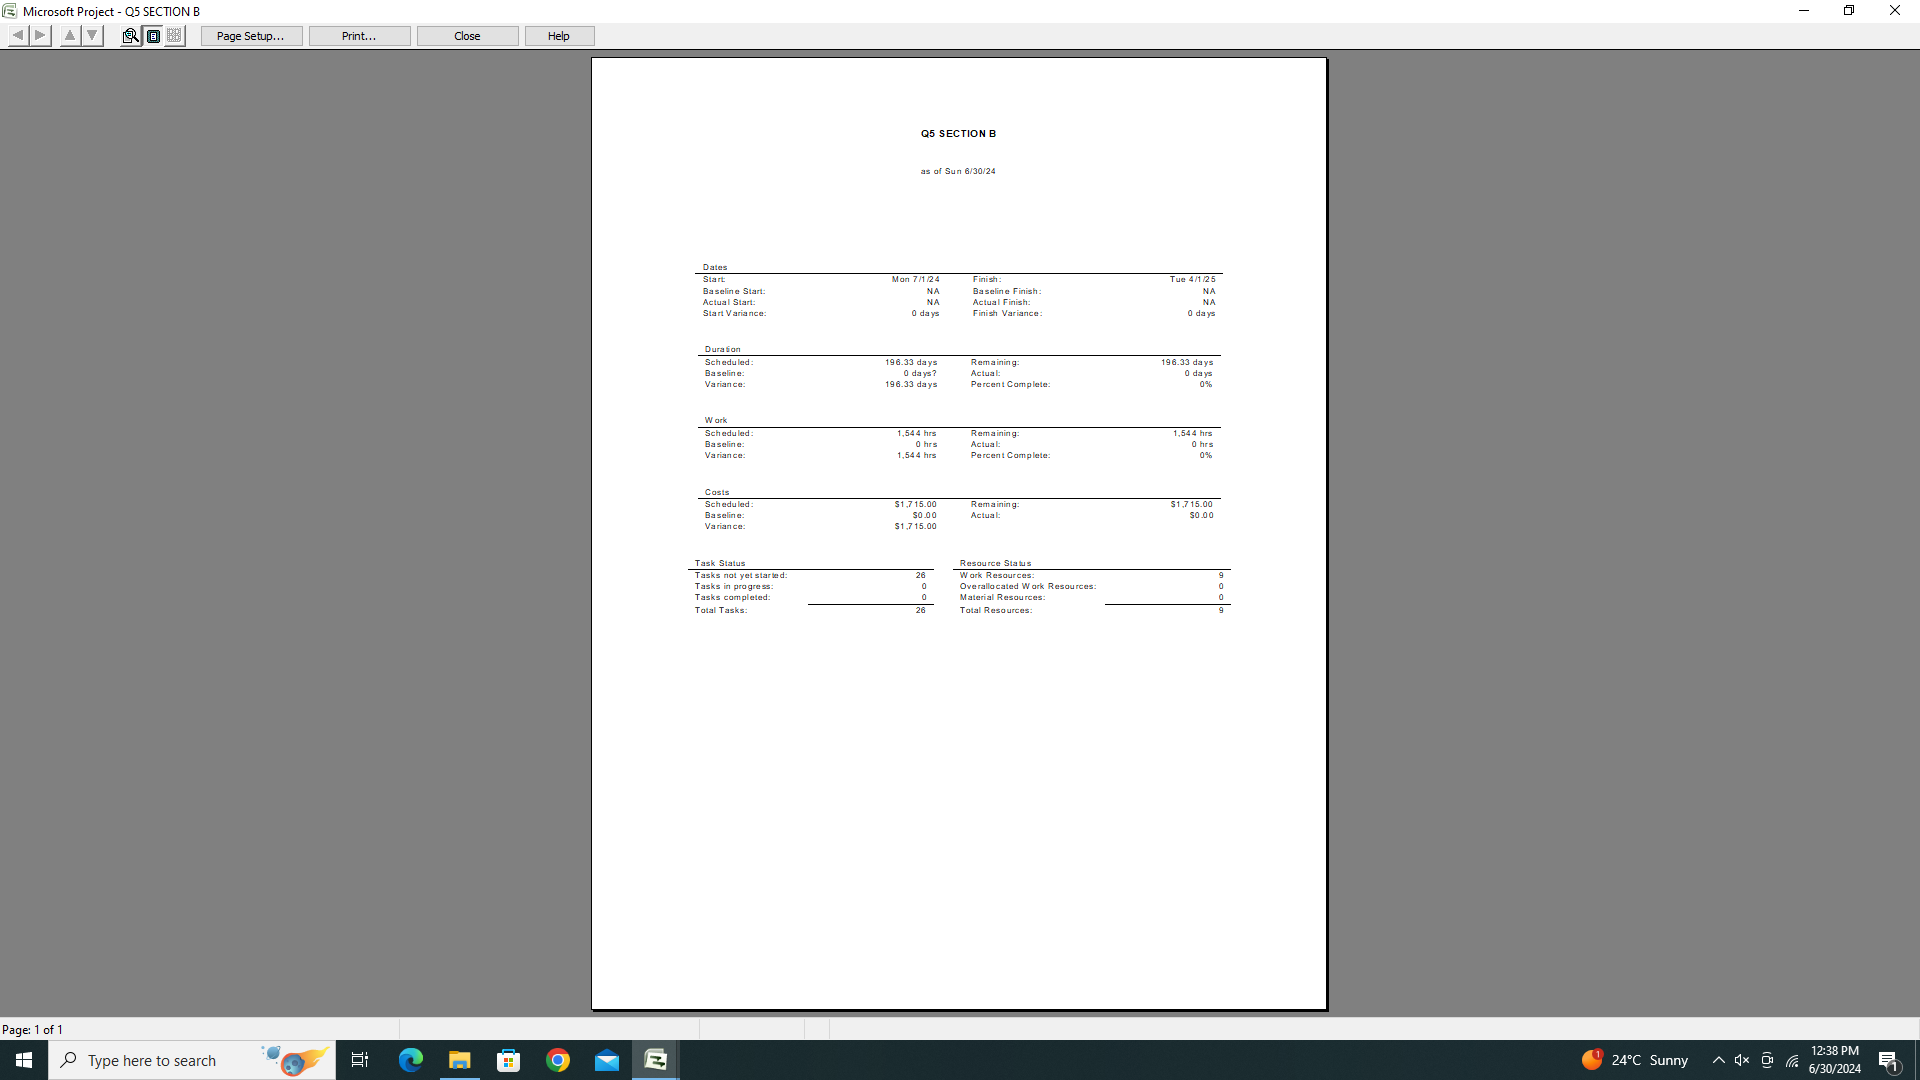 Microsoft Project - Q5 SECTION B
Page Setup... Print... Close Help
Q5 SECTION B
as of Sun 6/30/24
Dates
Start: Mon 7/1/24 Finish: Tue 4/1/25
Baseline Start: NA Baseline Finish: NA
Actual Start: NA Actual Finish: NA
Start Variance: 0 days Finish Variance: 0 days
Duration
Scheduled: 196.33 days Remaining: 196.33 days
Baseline: 0 days? Actual: 0 days
Variance: 196.33 days Percent Complete: 0%
Work
Scheduled: 1,544 hrs Remaining: 1,544 hrs
Baseline: 0 hrs Actual: 0 hrs
Variance: 1,544 hrs Percent Complete: 0%
Costs
Scheduled: $1,715.00 Remaining: $1,715.00
Baseline: $0.00 Actual: $0.00
Variance: $1,715.00
Task Status Resource Status
Tasks not yet started: 26 Work Resources: 9
Tasks in progress: 0 Overallocated Work Resources: 0
Tasks completed: 0 Material Resources: 0
Total Tasks: 26 Total Resources: 9
Page: 1 of 1
Type here to search
1 24°C Sunny
12:38 PM
6/30/2024
1